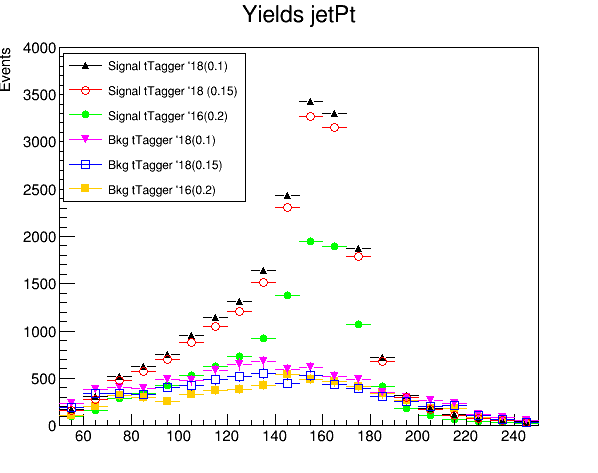 Yields jetPt
Events
4000
3500
3000
2500
2000
1500
1000
500
0
Signal tTagger '18(0.1)
Signal tTagger '18 (0.15)
Signal tTagger '16(0.2)
Bkg tTagger '18(0.1)
Bkg tTagger '18(0.15)
Bkg tTagger '16(0.2)
60 80 100 120 140 160 180 200 220 240